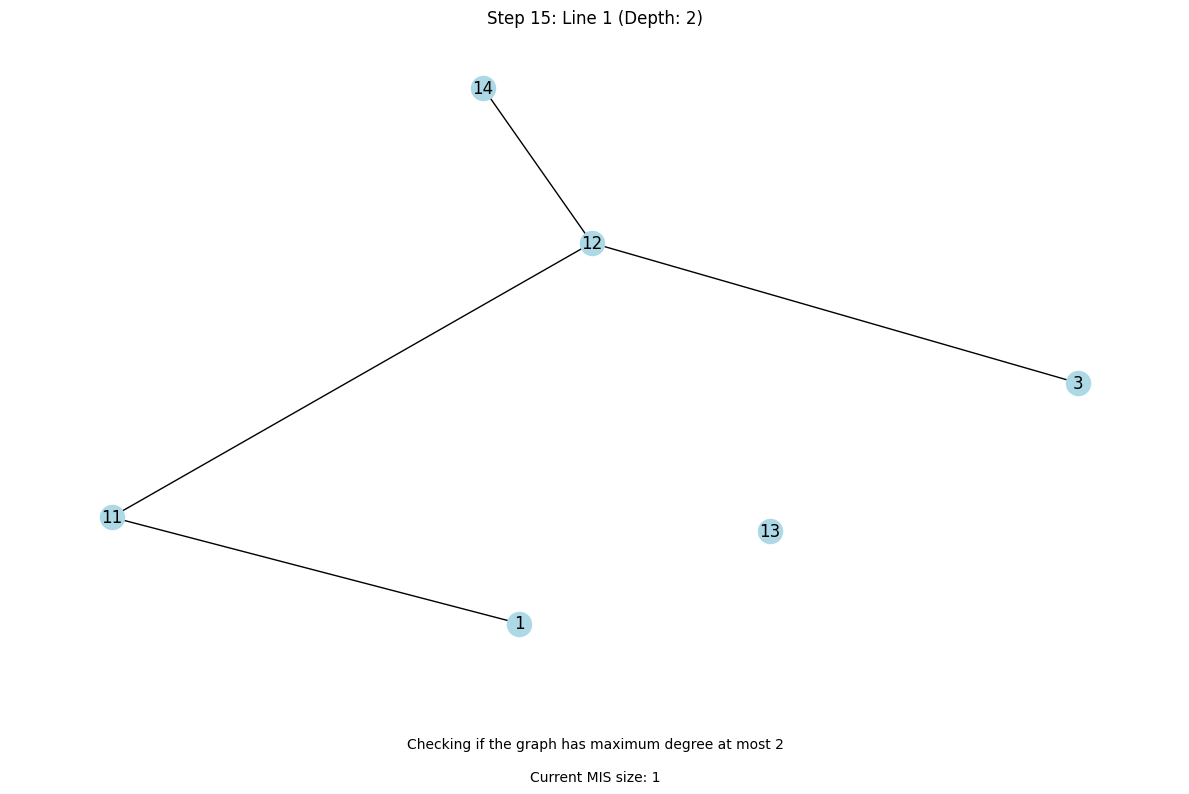 Step 15: Line 1 (Depth: 2)
14
12
3
11
13
1
Checking if the graph has maximum degree at most 2
Current MIS size: 1